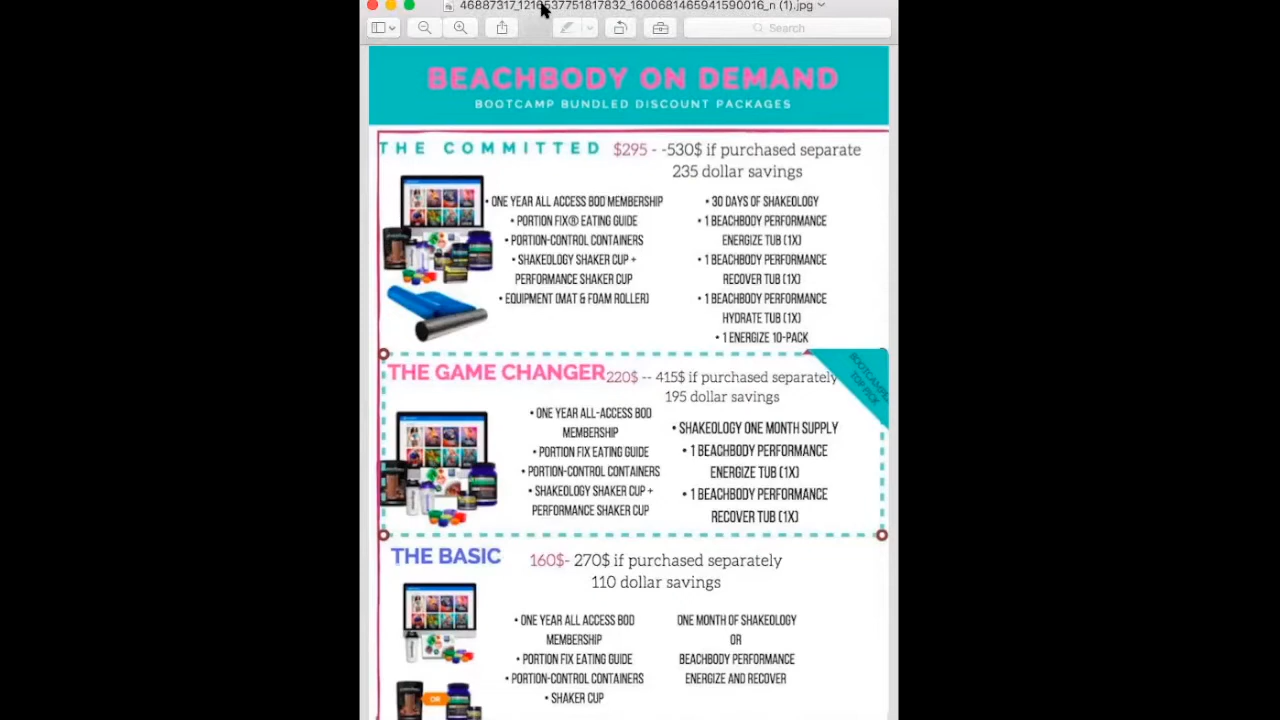 46887317_1216537751817832_1600681465941590016_n (1).jpg
Search
BEACHBODY ON DEMAND
BOOTCAMP BUNDLED DISCOUNT PACKAGES
THE COMMITTED $295 - -530$ if purchased separate
235 dollar savings
• ONE YEAR ALL ACCESS BOD MEMBERSHIP
• PORTION FIX® EATING GUIDE
• PORTION-CONTROL CONTAINERS
• SHAKEOLOGY SHAKER CUP +
PERFORMANCE SHAKER CUP
• EQUIPMENT (MAT & FOAM ROLLER)
• 30 DAYS OF SHAKEOLOGY
• 1 BEACHBODY PERFORMANCE
ENERGIZE TUB (1X)
• 1 BEACHBODY PERFORMANCE
RECOVER TUB (1X)
• 1 BEACHBODY PERFORMANCE
HYDRATE TUB (1X)
• 1 ENERGIZE 10-PACK
THE GAME CHANGER 220$ -- 415$ if purchased separately
195 dollar savings
TOP PICK
• ONE YEAR ALL-ACCESS BOD
MEMBERSHIP
• PORTION FIX EATING GUIDE
• PORTION-CONTROL CONTAINERS
• SHAKEOLOGY SHAKER CUP +
PERFORMANCE SHAKER CUP
• SHAKEOLOGY ONE MONTH SUPPLY
• 1 BEACHBODY PERFORMANCE
ENERGIZE TUB (1X)
• 1 BEACHBODY PERFORMANCE
RECOVER TUB (1X)
THE BASIC 160$- 270$ if purchased separately
110 dollar savings
• ONE YEAR ALL ACCESS BOD
MEMBERSHIP
• PORTION FIX EATING GUIDE
• PORTION-CONTROL CONTAINERS
• SHAKER CUP
ONE MONTH OF SHAKEOLOGY
OR
BEACHBODY PERFORMANCE
ENERGIZE AND RECOVER
OR